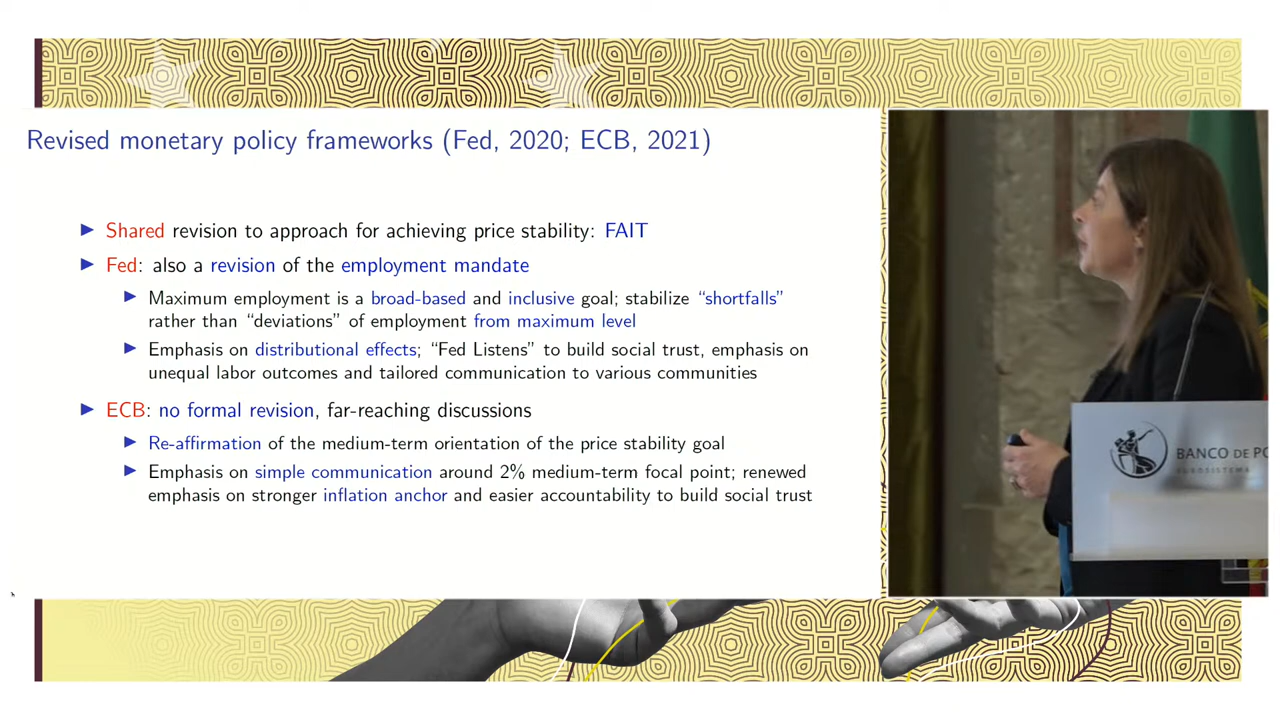 Revised monetary policy frameworks (Fed, 2020; ECB, 2021)
Shared revision to approach for achieving price stability: FAIT
Fed: also a revision of the employment mandate
Maximum employment is a broad-based and inclusive goal; stabilize “shortfalls”
rather than “deviations” of employment from maximum level
Emphasis on distributional effects; “Fed Listens” to build social trust, emphasis on
unequal labor outcomes and tailored communication to various communities
ECB: no formal revision, far-reaching discussions
Re-affirmation of the medium-term orientation of the price stability goal
Emphasis on simple communication around 2% medium-term focal point; renewed
emphasis on stronger inflation anchor and easier accountability to build social trust
BANCO DE PO
EUROSISTEMA